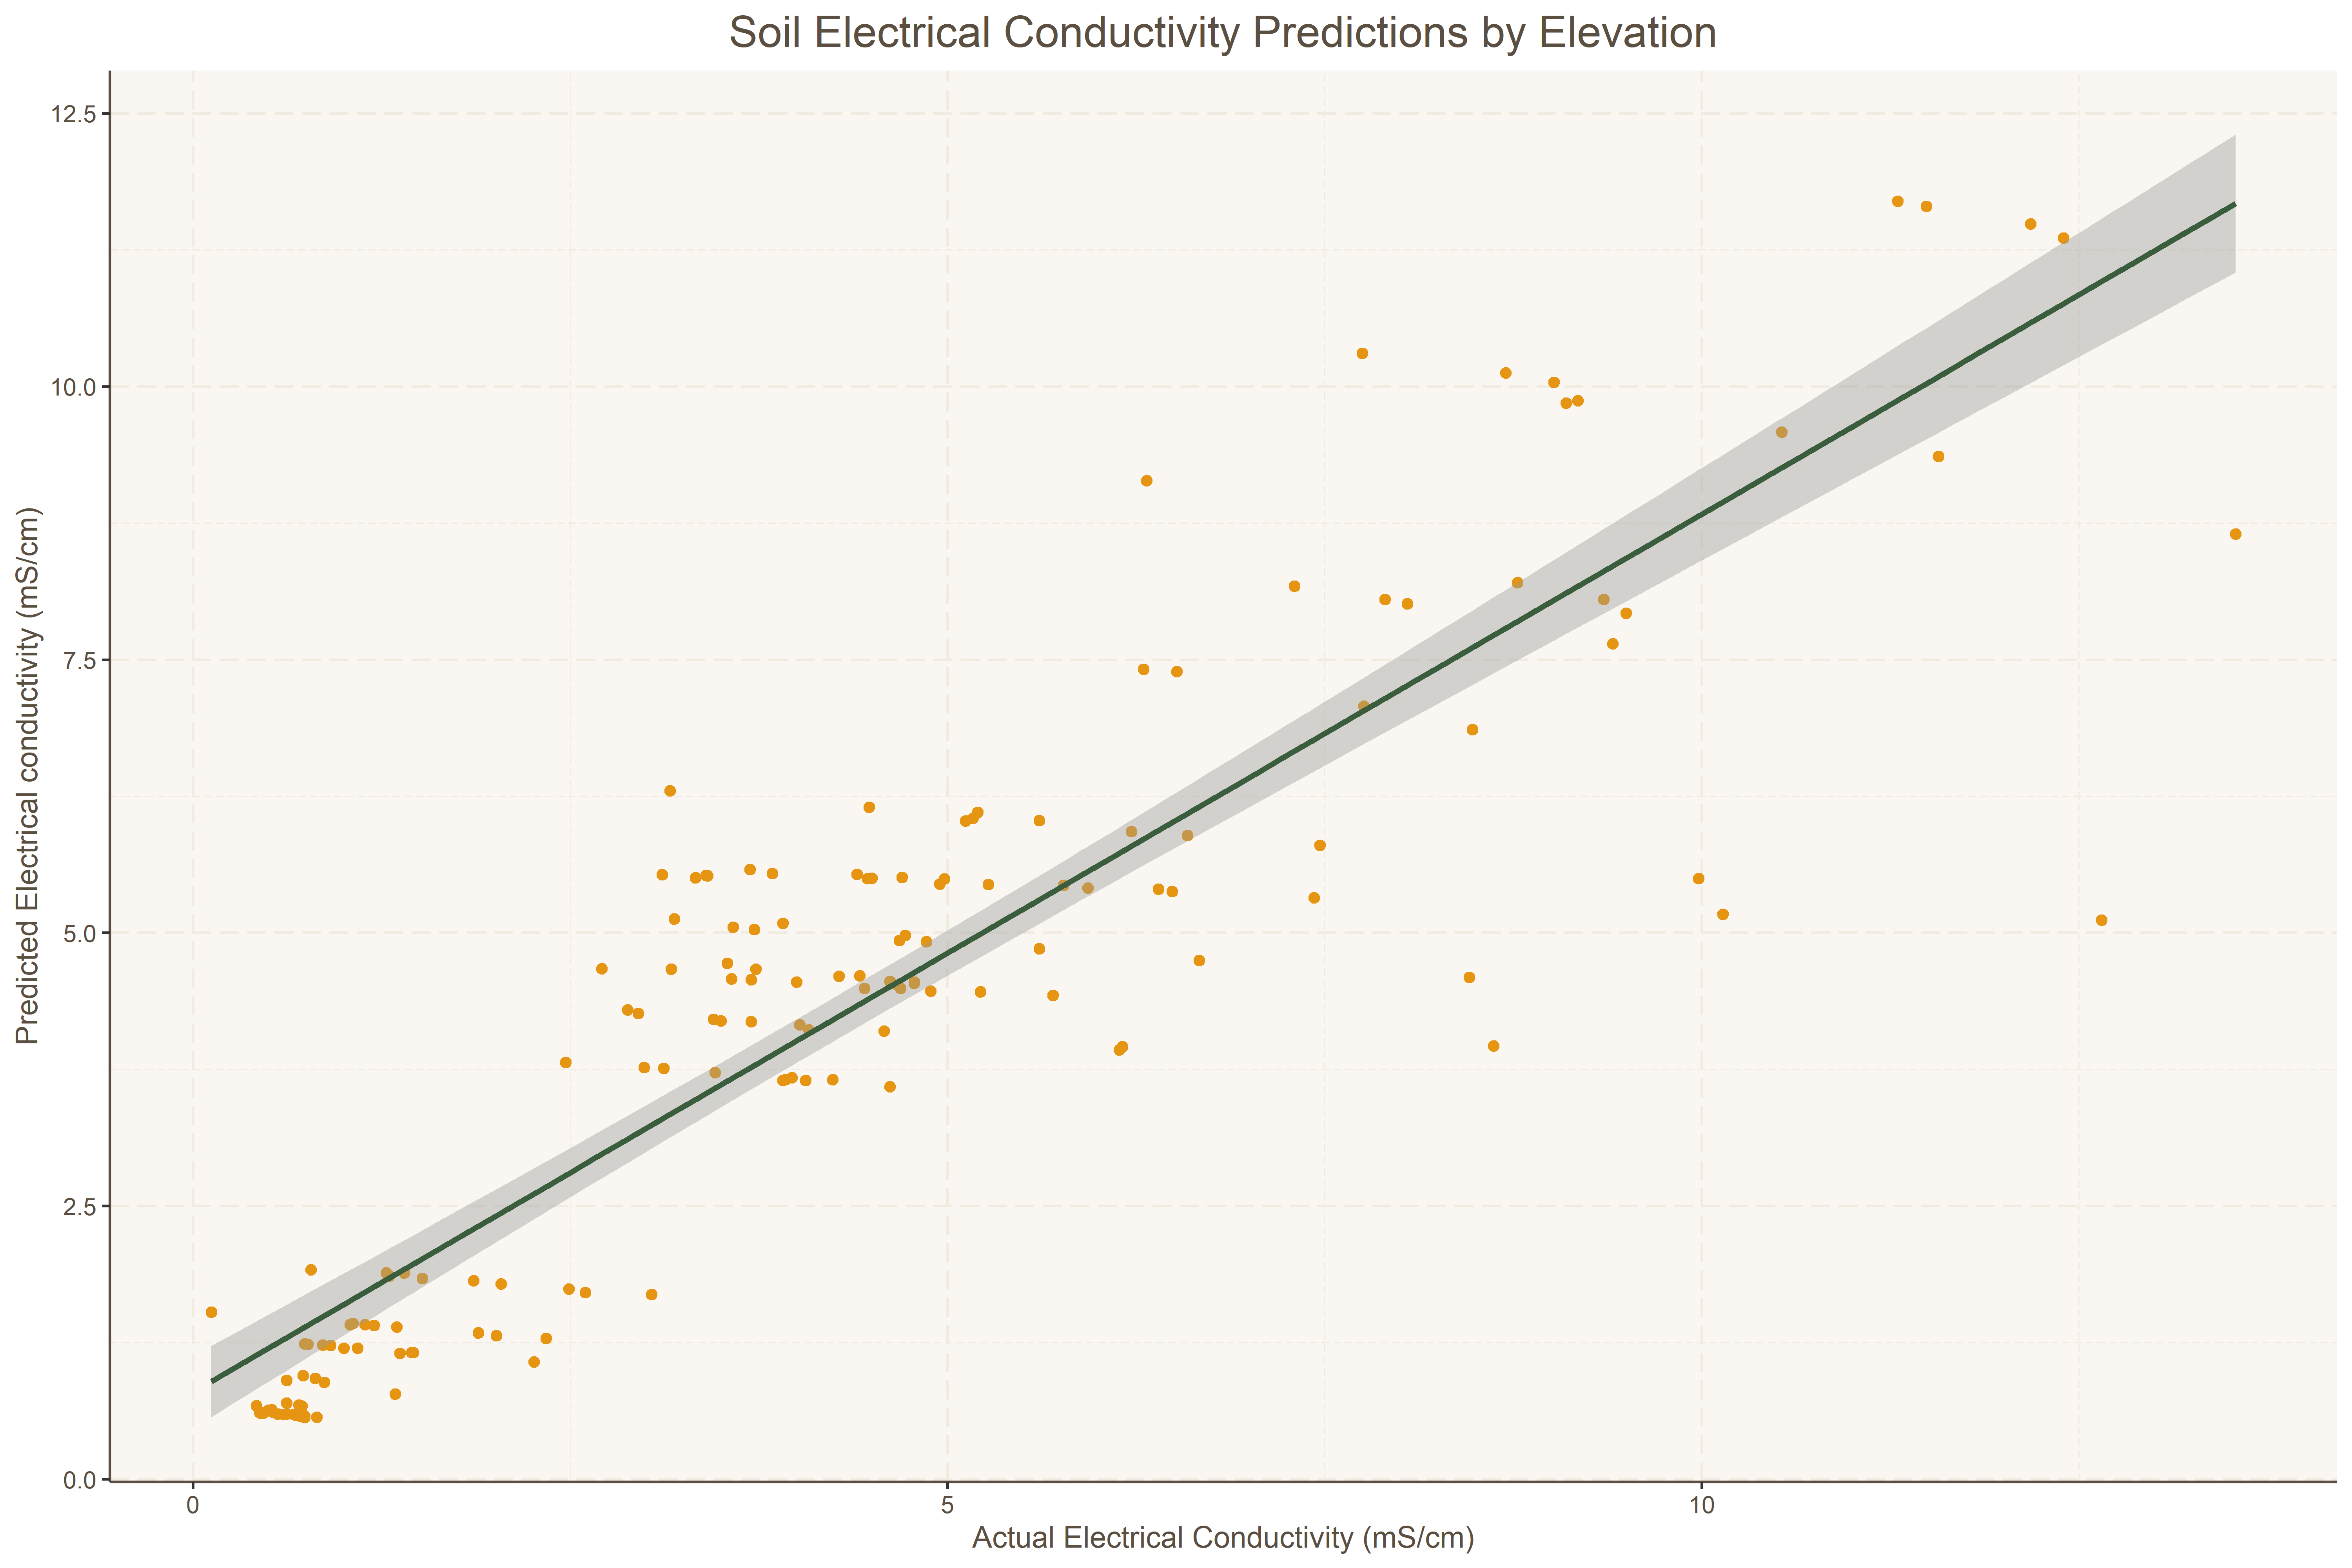 Soil Electrical Conductivity Predictions by Elevation
Predicted Electrical conductivity (mS/cm)
12.5
10.0
7.5
5.0
2.5
0.0
0 5 10
Actual Electrical Conductivity (mS/cm)